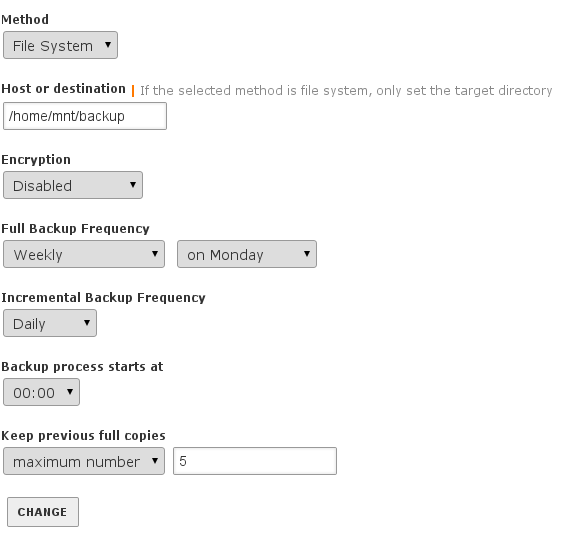 Method
File System
Host or destination | If the selected method is file system, only set the target directory
/home/mnt/backup
Encryption
Disabled
Full Backup Frequency
Weekly on Monday
Incremental Backup Frequency
Daily
Backup process starts at
00:00
Keep previous full copies
maximum number 5
CHANGE